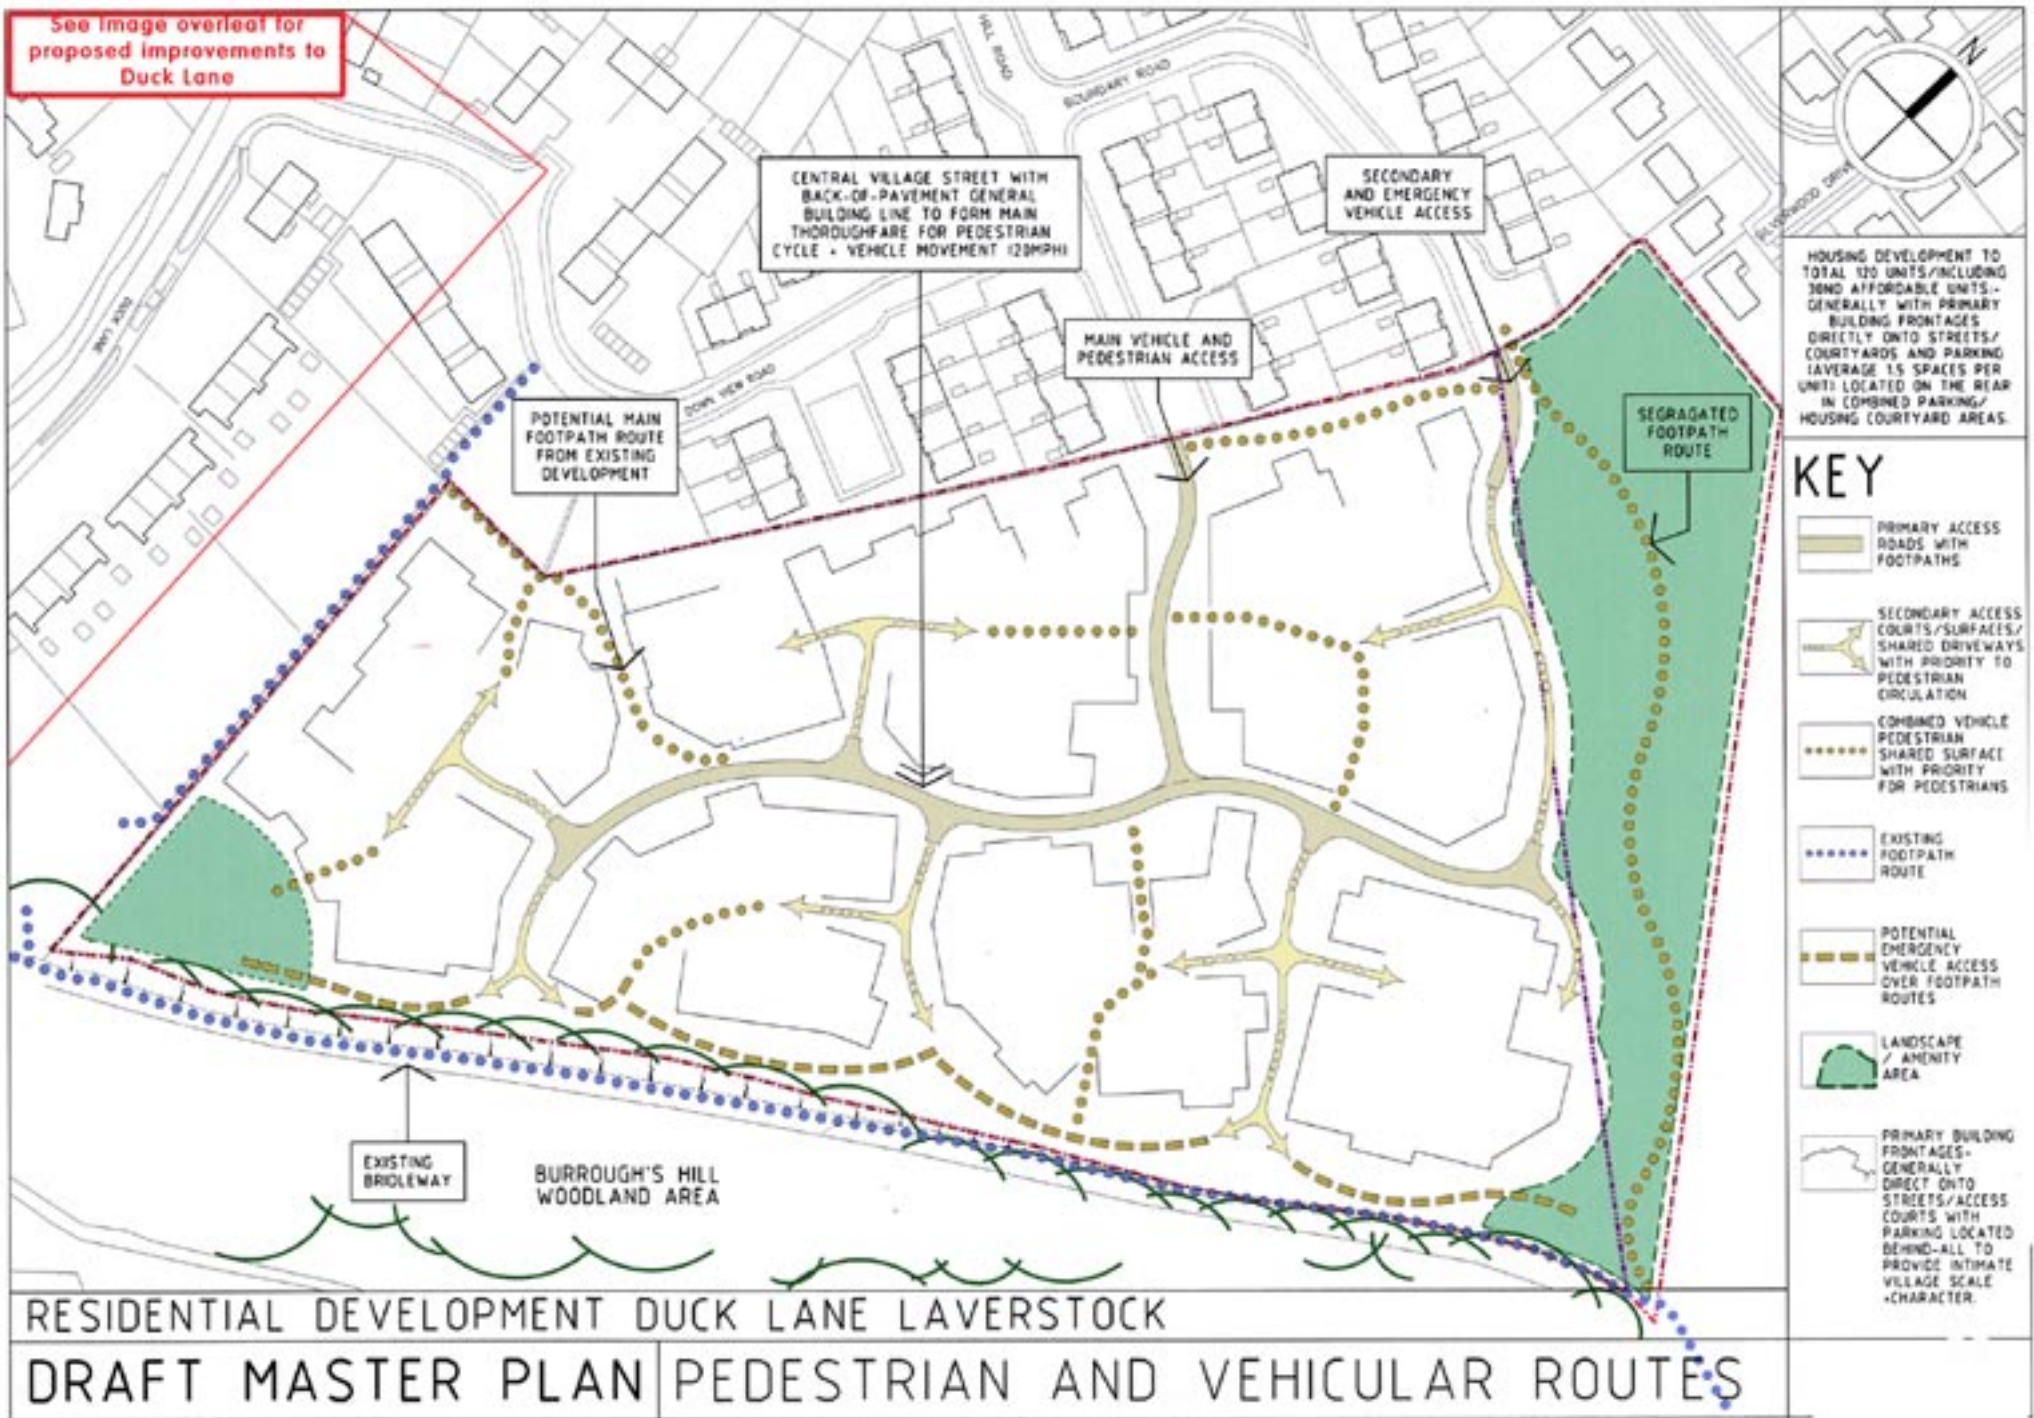 See Image overleaf for
proposed improvements to
Duck Lane
HILL ROAD
BOUNDARY ROAD
N
CENTRAL VILLAGE STREET WITH
BACK-OF-PAVEMENT GENERAL
BUILDING LINE TO FORM MAIN
THOROUGHFARE FOR PEDESTRIAN
CYCLE + VEHICLE MOVEMENT (20MPH)
SECONDARY
AND EMERGENCY
VEHICLE ACCESS
DRIVE
DUCK LANE
MAIN VEHICLE AND
PEDESTRIAN ACCESS
DOWN VIEW ROAD
POTENTIAL MAIN
FOOTPATH ROUTE
FROM EXISTING
DEVELOPMENT
SEGRAGATED
FOOTPATH
ROUTE
HOUSING DEVELOPMENT TO
TOTAL 120 UNITS/INCLUDING
30NO AFFORDABLE UNITS:-
GENERALLY WITH PRIMARY
BUILDING FRONTAGES
DIRECTLY ONTO STREETS/
COURTYARDS AND PARKING
(AVERAGE 1.5 SPACES PER
UNIT) LOCATED ON THE REAR
IN COMBINED PARKING/
HOUSING COURTYARD AREAS.
KEY
PRIMARY ACCESS
ROADS WITH
FOOTPATHS
SECONDARY ACCESS
COURTS/SURFACES/
SHARED DRIVEWAYS
WITH PRIORITY TO
PEDESTRIAN
CIRCULATION
COMBINED VEHICLE
PEDESTRIAN
SHARED SURFACE
WITH PRIORITY
FOR PEDESTRIANS
EXISTING
FOOTPATH
ROUTE
POTENTIAL
EMERGENCY
VEHICLE ACCESS
OVER FOOTPATH
ROUTES
LANDSCAPE
/ AMENITY
AREA
PRIMARY BUILDING
FRONTAGES-
GENERALLY
DIRECT ONTO
STREETS/ACCESS
COURTS WITH
PARKING LOCATED
BEHIND-ALL TO
PROVIDE INTIMATE
VILLAGE SCALE
+CHARACTER.
EXISTING
BRIDLEWAY
BURROUGH'S HILL
WOODLAND AREA
RESIDENTIAL DEVELOPMENT DUCK LANE LAVERSTOCK
DRAFT MASTER PLAN
PEDESTRIAN AND VEHICULAR ROUTES